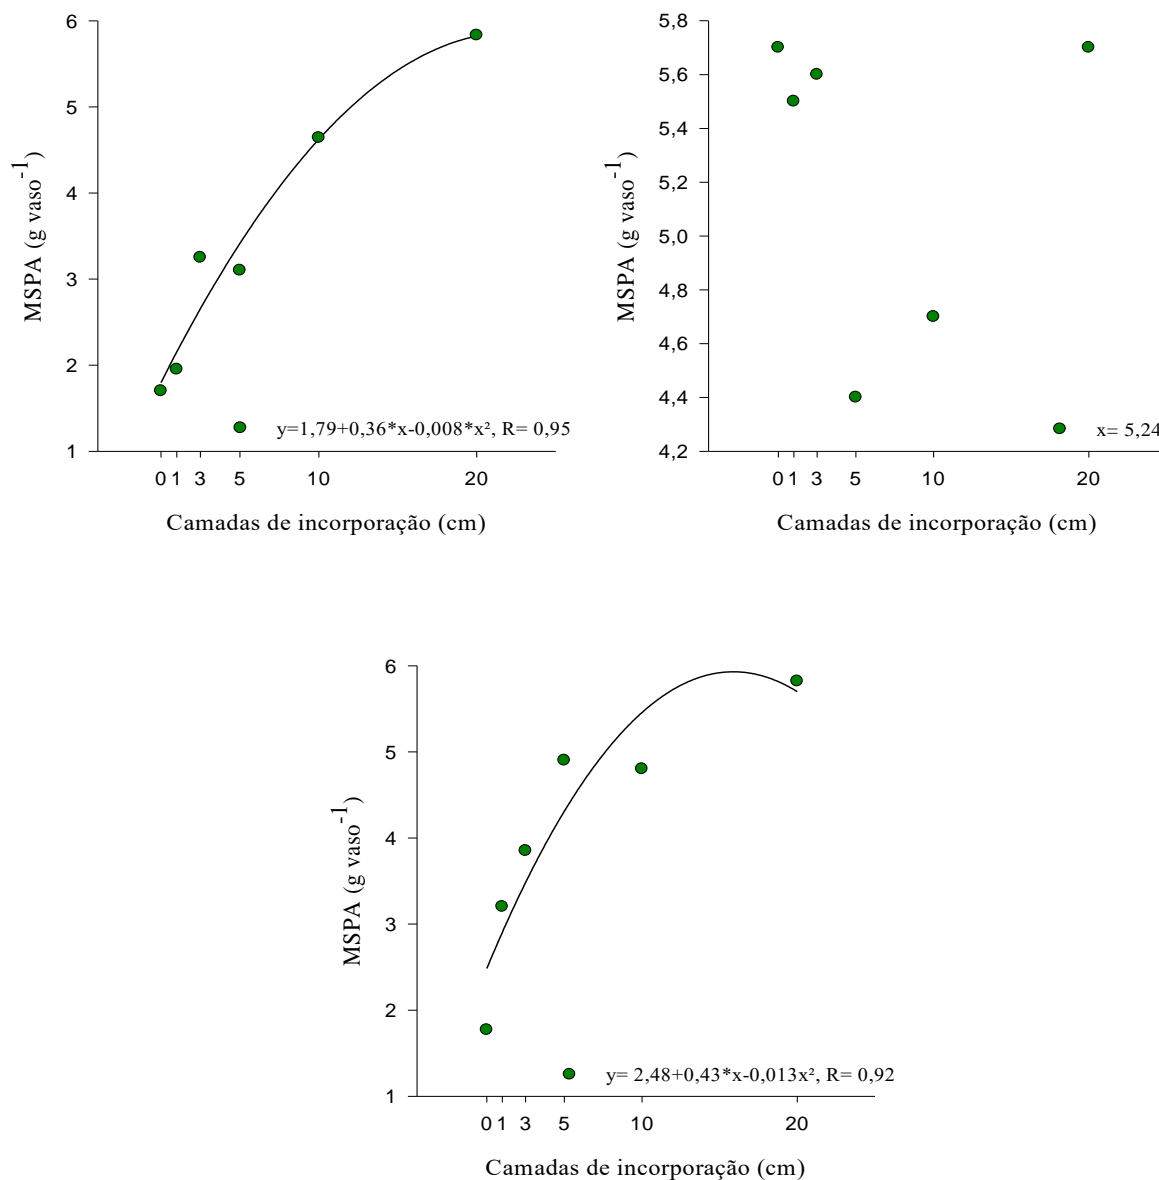 6
5
4
3
2
1
MSPA (g vaso-1)
y=1,79+0,36*x-0,008*x², R= 0,95
0 1 3 5 10 20
Camadas de incorporação (cm)
5,8
5,6
5,4
5,2
5,0
4,8
4,6
4,4
4,2
MSPA (g vaso-1)
x= 5,24
0 1 3 5 10 20
Camadas de incorporação (cm)
6
5
4
3
2
1
MSPA (g vaso-1)
y= 2,48+0,43*x-0,013x², R= 0,92
0 1 3 5 10 20
Camadas de incorporação (cm)